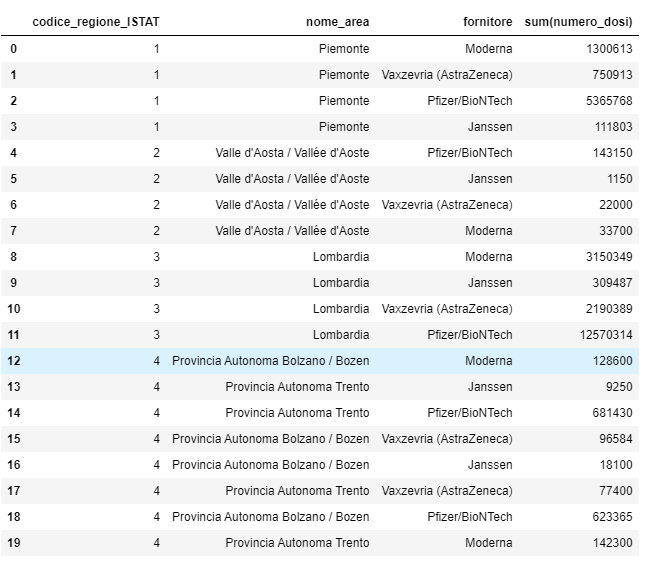 codice_regione_ISTAT nome_area fornitore sum(numero_dosi)
0 1 Piemonte Moderna 1300613
1 1 Piemonte Vaxzevria (AstraZeneca) 750913
2 1 Piemonte Pfizer/BioNTech 5365768
3 1 Piemonte Janssen 111803
4 2 Valle d'Aosta / Vallée d'Aoste Pfizer/BioNTech 143150
5 2 Valle d'Aosta / Vallée d'Aoste Janssen 1150
6 2 Valle d'Aosta / Vallée d'Aoste Vaxzevria (AstraZeneca) 22000
7 2 Valle d'Aosta / Vallée d'Aoste Moderna 33700
8 3 Lombardia Moderna 3150349
9 3 Lombardia Janssen 309487
10 3 Lombardia Vaxzevria (AstraZeneca) 2190389
11 3 Lombardia Pfizer/BioNTech 12570314
12 4 Provincia Autonoma Bolzano / Bozen Moderna 128600
13 4 Provincia Autonoma Trento Janssen 9250
14 4 Provincia Autonoma Trento Pfizer/BioNTech 681430
15 4 Provincia Autonoma Bolzano / Bozen Vaxzevria (AstraZeneca) 96584
16 4 Provincia Autonoma Bolzano / Bozen Janssen 18100
17 4 Provincia Autonoma Trento Vaxzevria (AstraZeneca) 77400
18 4 Provincia Autonoma Bolzano / Bozen Pfizer/BioNTech 623365
19 4 Provincia Autonoma Trento Moderna 142300